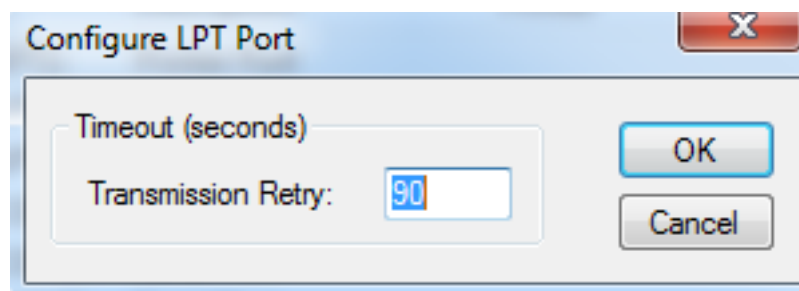 Configure LPT Port
Timeout (seconds)
Transmission Retry: 90
OK
Cancel